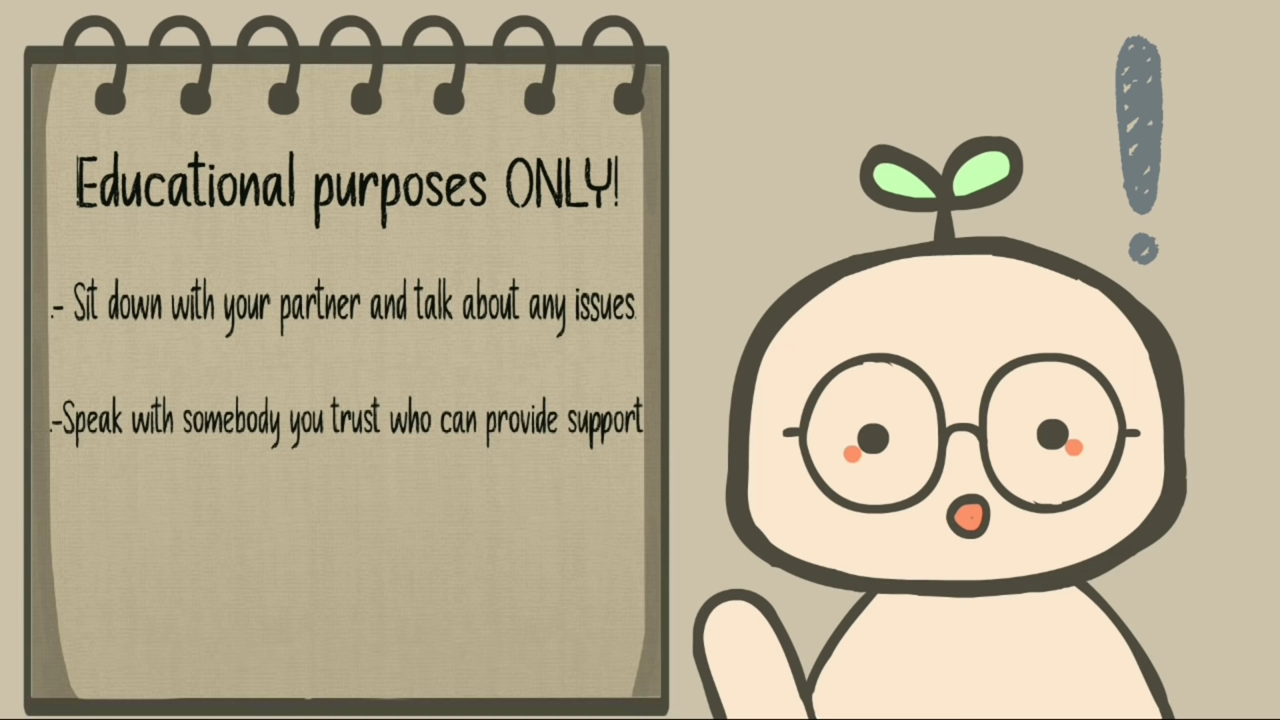 Educational purposes ONLY!
.- Sit down with your partner and talk about any issues.
.-Speak with somebody you trust who can provide support